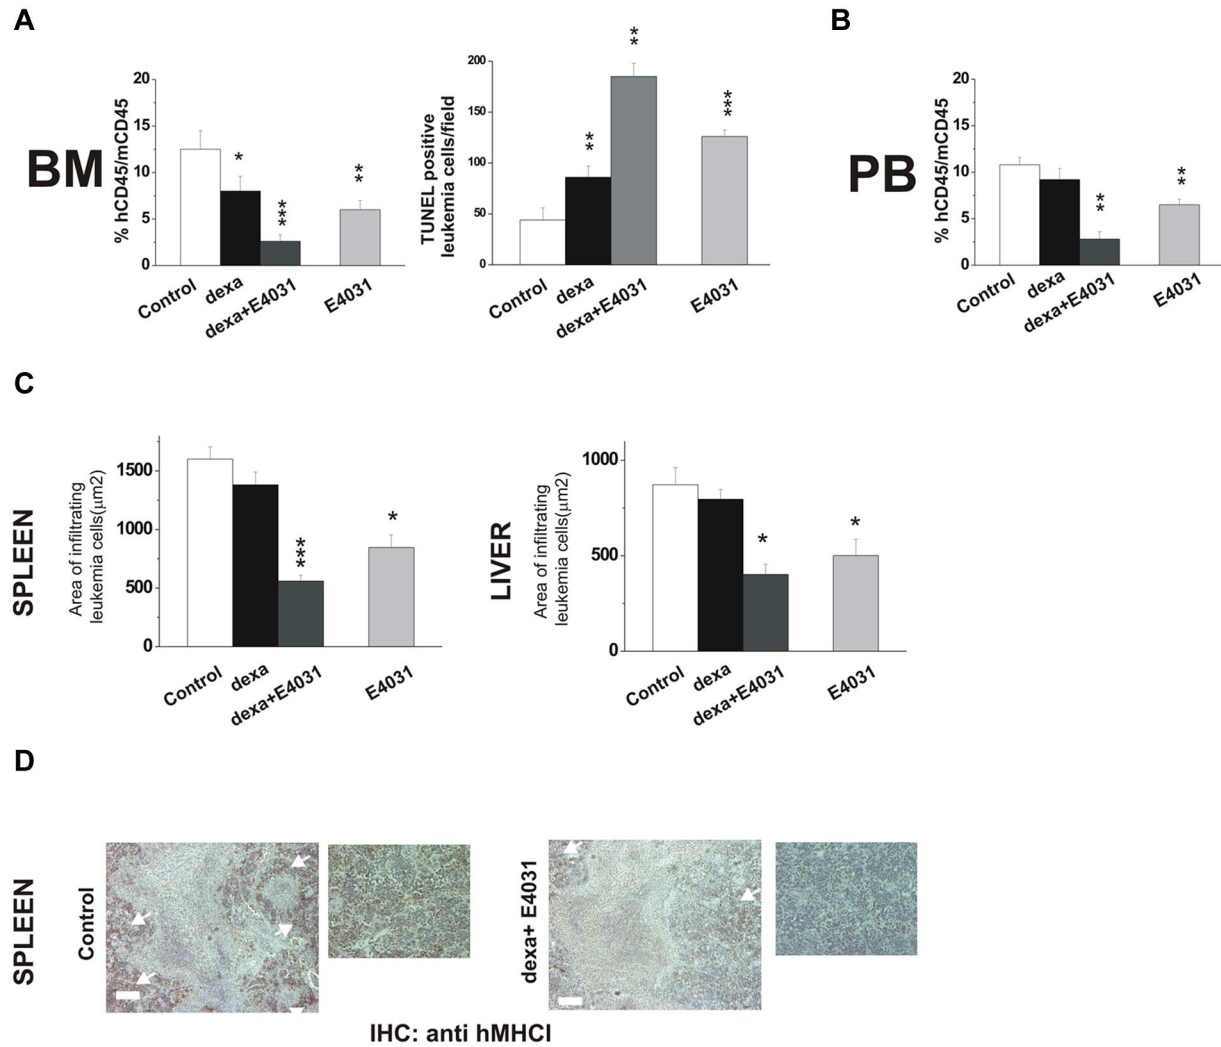 A
B
BM
% hCD45/mCD45
20
15
10
5
0
*
***
**
Control
dexa
dexa+E4031
E4031
TUNEL positive
leukemia cells/field
200
150
100
50
0
**
**
***
Control
dexa
dexa+E4031
E4031
PB
% hCD45/mCD45
20
15
10
5
0
**
**
Control
dexa
dexa+E4031
E4031
C
SPLEEN
Area of infiltrating
leukemia cells(μm2)
1500
1000
500
0
***
*
Control
dexa
dexa+E4031
E4031
LIVER
Area of infiltrating
leukemia cells(μm2)
1000
500
0
*
*
Control
dexa
dexa+E4031
E4031
D
SPLEEN
Control
dexa+ E4031
IHC: anti hMHCI